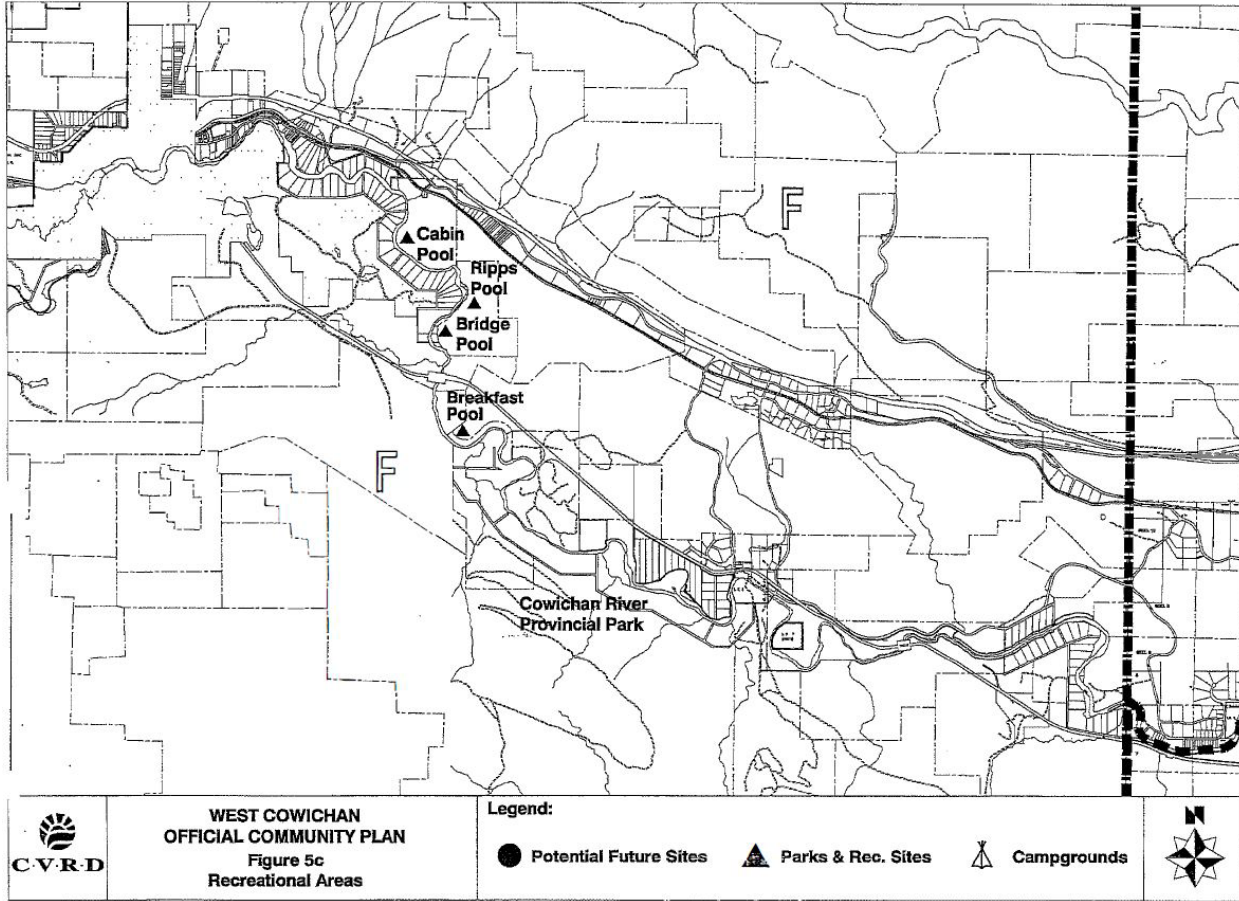 F
Cabin
Pool
Ripps
Pool
Bridge
Pool
Breakfast
Pool
F
Cowichan River
Provincial Park
C·V·R·D
WEST COWICHAN
OFFICIAL COMMUNITY PLAN
Figure 5c
Recreational Areas
Legend:
Potential Future Sites
Parks & Rec. Sites
Campgrounds
N